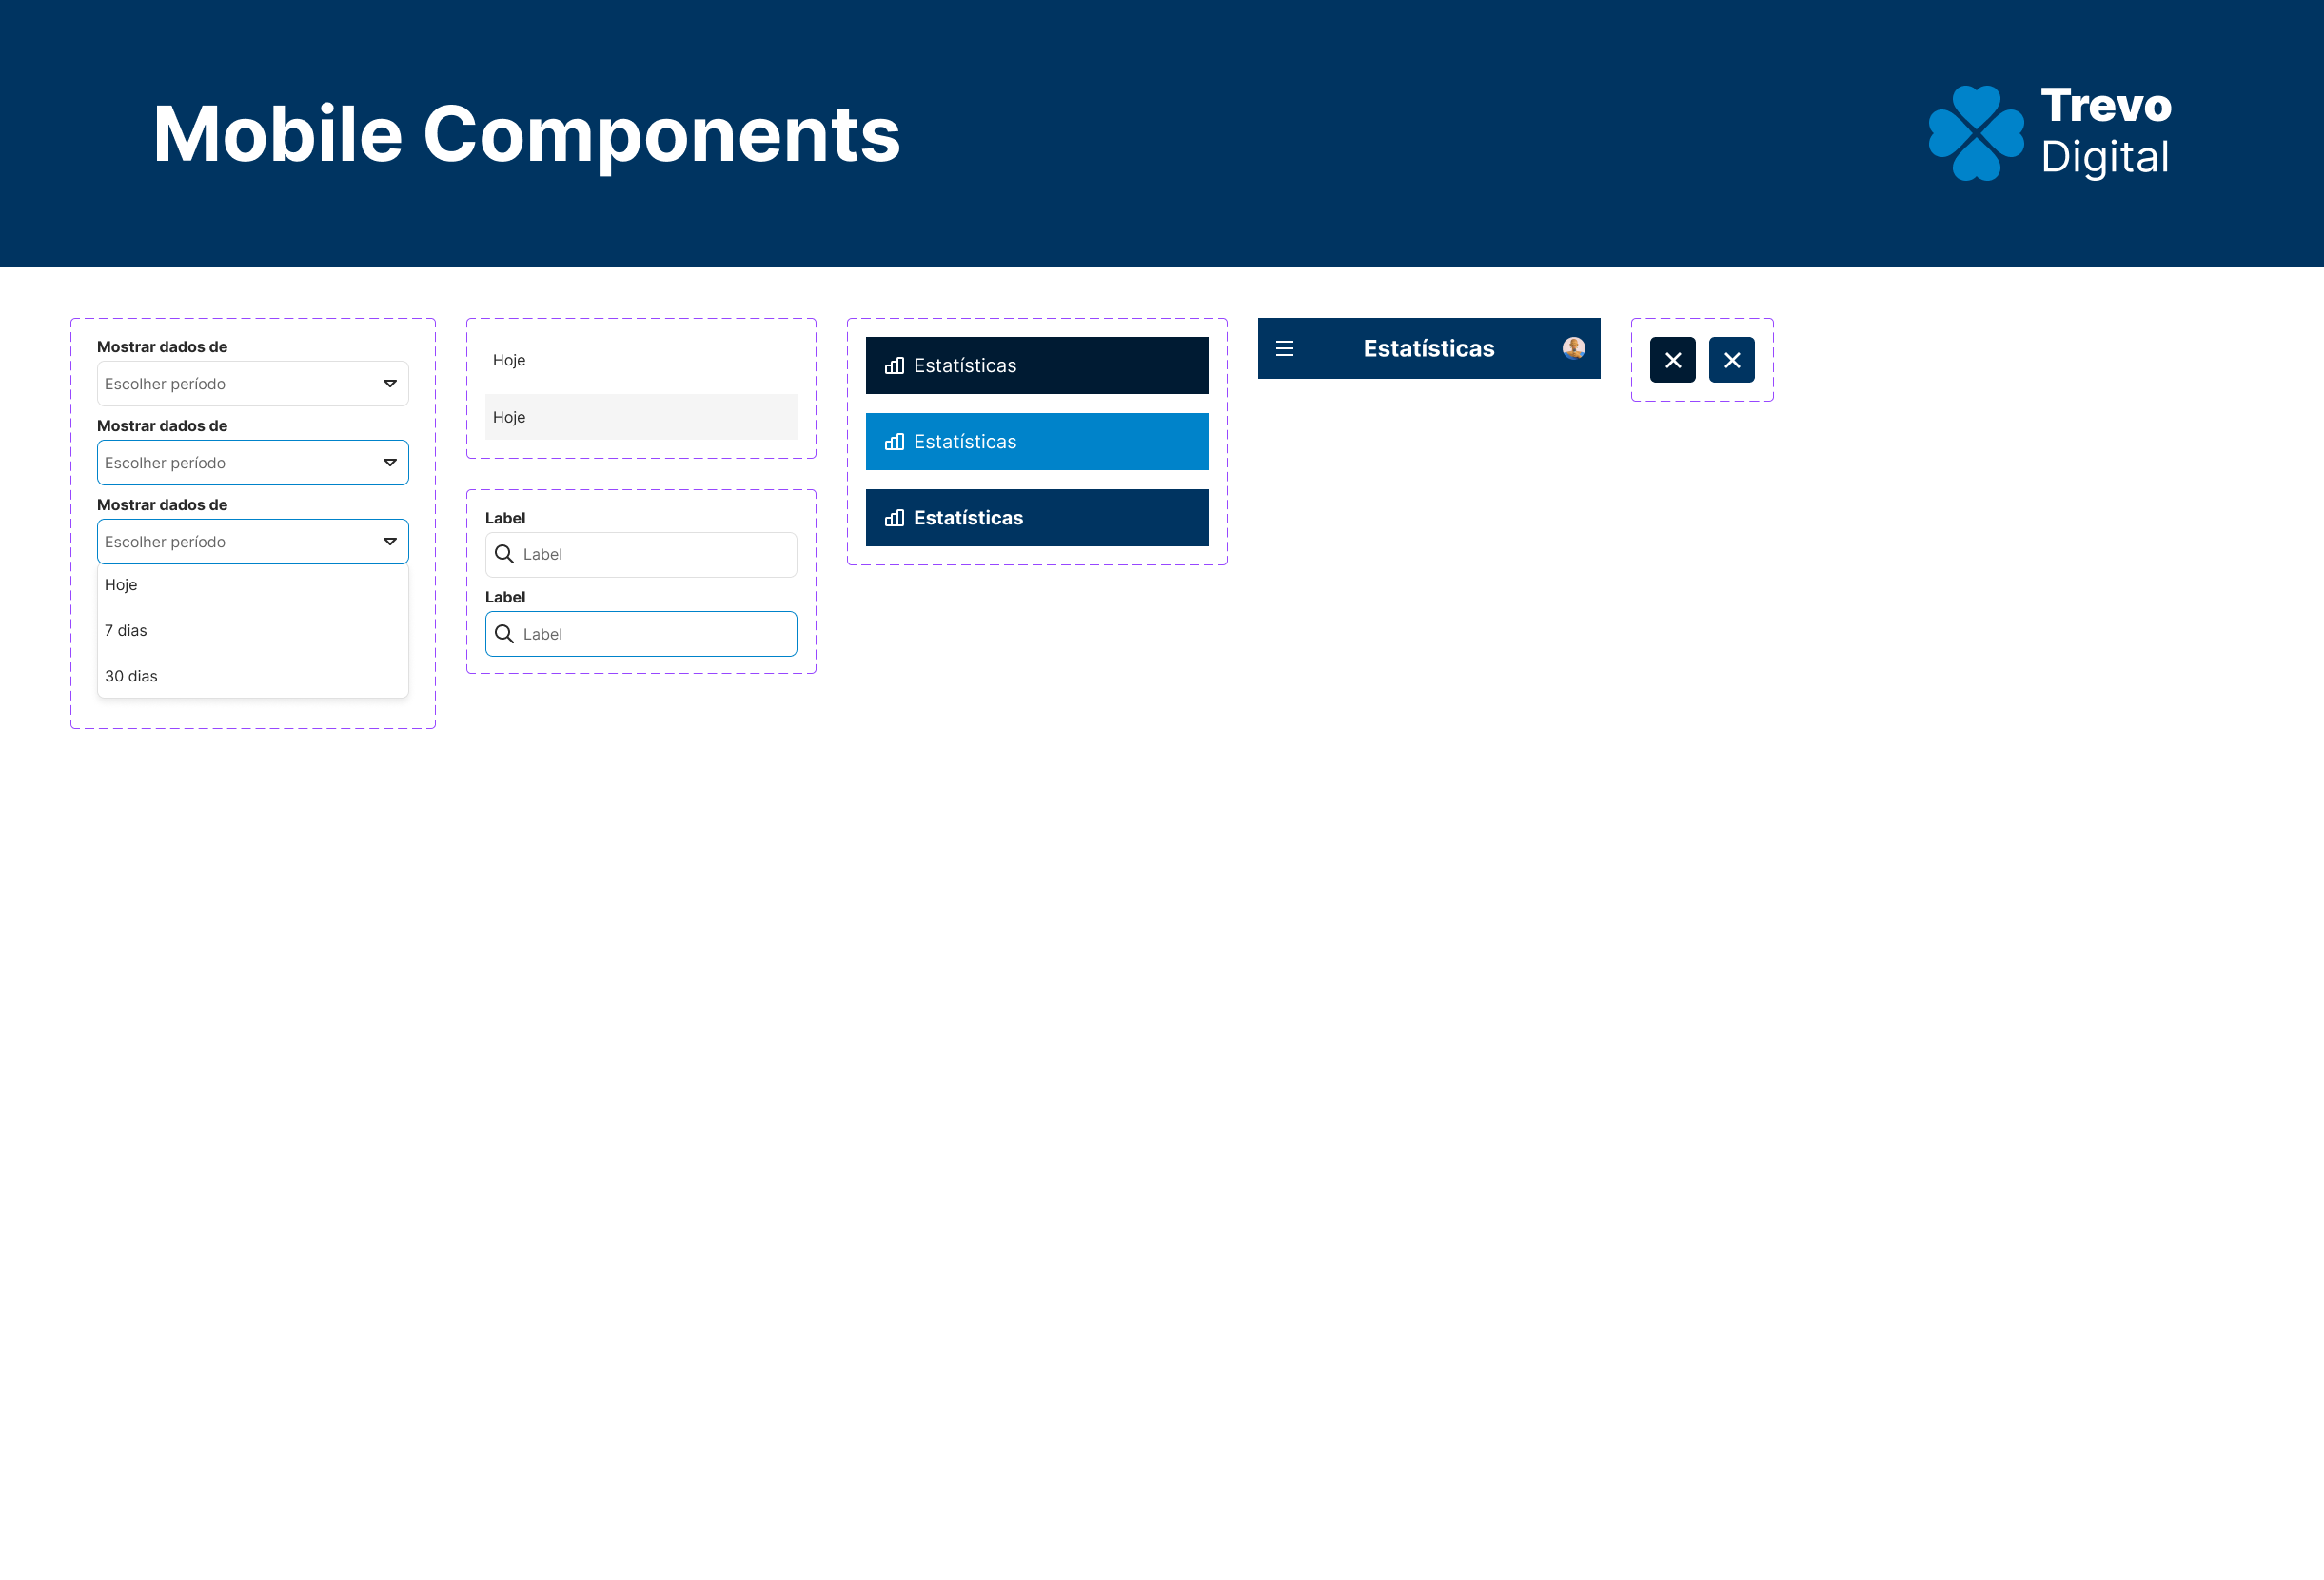 Mobile Components
Trevo
Digital
Mostrar dados de
Escolher período
Mostrar dados de
Escolher período
Mostrar dados de
Escolher período
Hoje
7 dias
30 dias
Hoje
Hoje
Label
Label
Label
Label
Estatísticas
Estatísticas
Estatísticas
Estatísticas